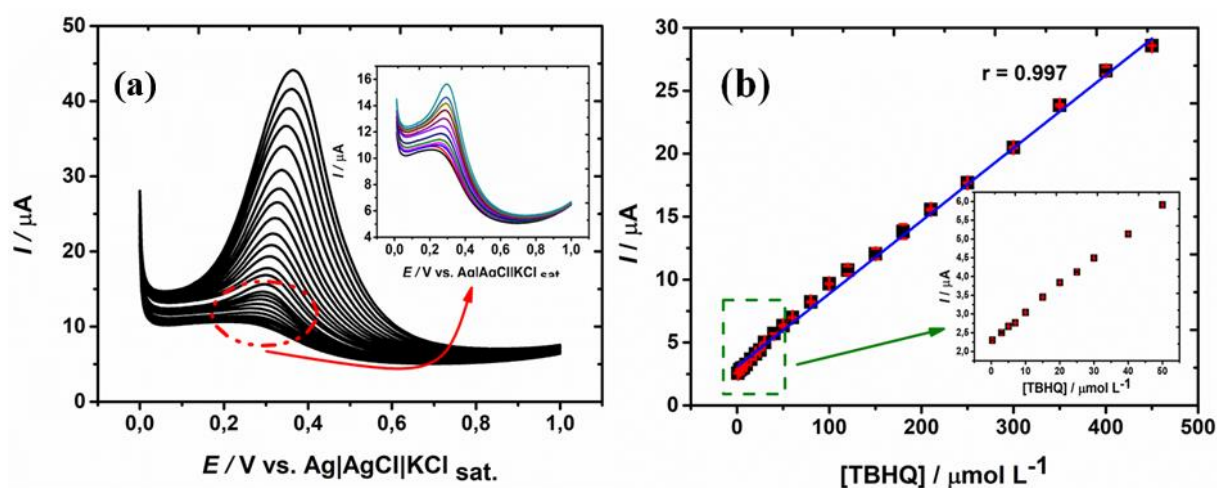 (a)
50
40
30
20
10
0
I / μA
0,0 0,2 0,4 0,6 0,8 1,0
E / V vs. Ag|AgCl|KCl sat.
16
14
12
10
8
6
4
I / μA
0,0 0,2 0,4 0,6 0,8 1,0
E / V vs. Ag|AgCl||KCl sat
(b)
r = 0.997
30
25
20
15
10
5
0
I / μA
0 100 200 300 400 500
[TBHQ] / μmol L-1
6,0
5,5
5,0
4,5
4,0
3,5
3,0
2,5
2,0
I / μA
0 10 20 30 40 50
[TBHQ] / μmol L-1